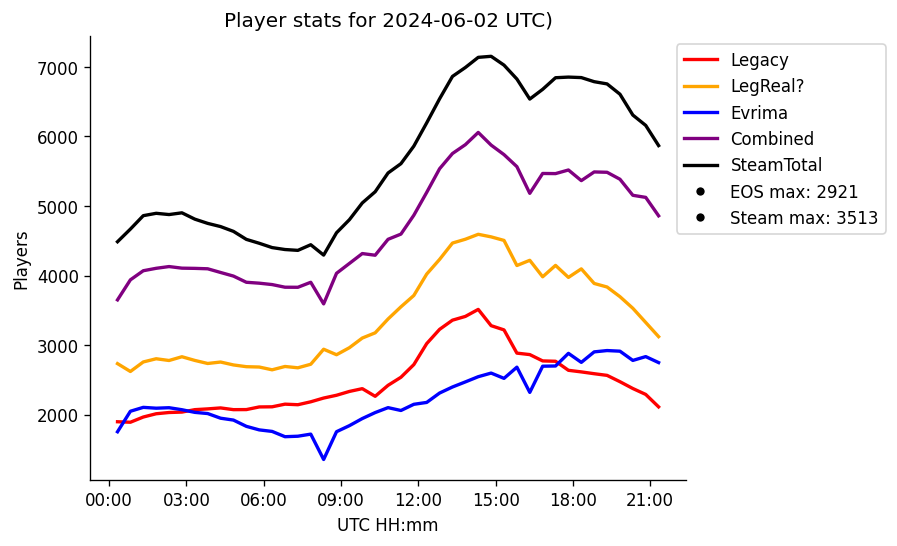 Player stats for 2024-06-02 UTC)
Legacy
LegReal?
Evrima
Combined
SteamTotal
EOS max: 2921
Steam max: 3513
7000
6000
5000
4000
3000
2000
Players
00:00 03:00 06:00 09:00 12:00 15:00 18:00 21:00
UTC HH:mm